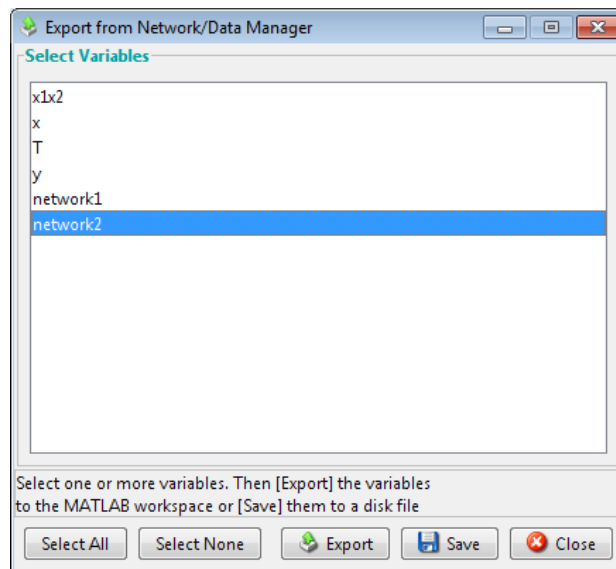 Export from Network/Data Manager
Select Variables
x1x2
x
T
y
network1
network2
Select one or more variables. Then [Export] the variables
to the MATLAB workspace or [Save] them to a disk file
Select All Select None Export Save Close